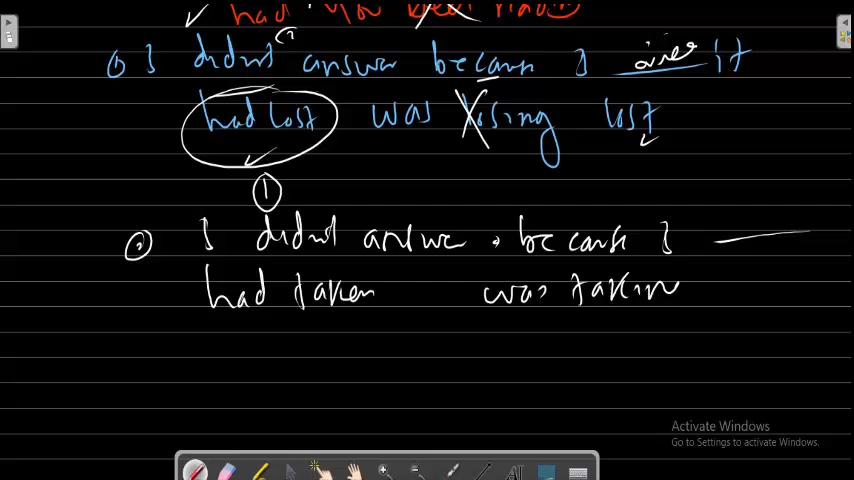 ① I didn't answer because I it
had lost was losing lost
①
② I didn't answer . because I
had taken was taking
Activate Windows
Go to Settings to activate Windows.